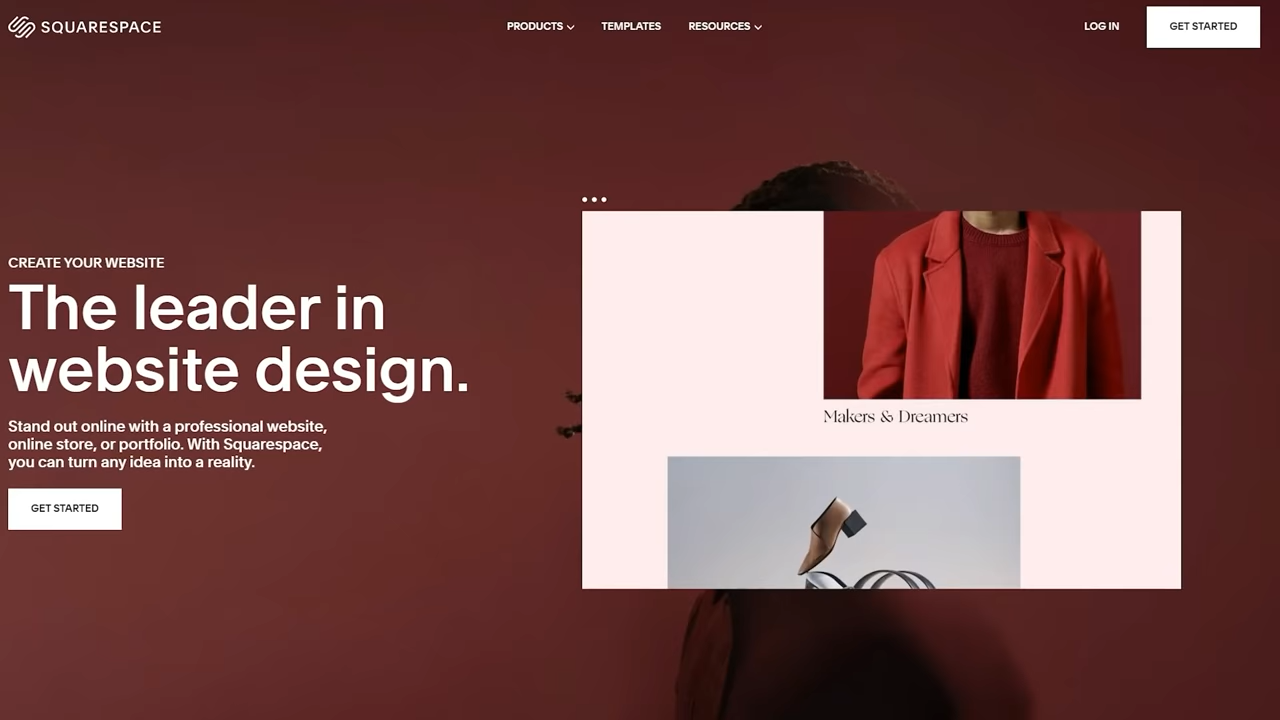 SQUARESPACE
PRODUCTS
TEMPLATES
RESOURCES
LOG IN
GET STARTED
CREATE YOUR WEBSITE
The leader in
website design.
Stand out online with a professional website,
online store, or portfolio. With Squarespace,
you can turn any idea into a reality.
GET STARTED
Makers & Dreamers